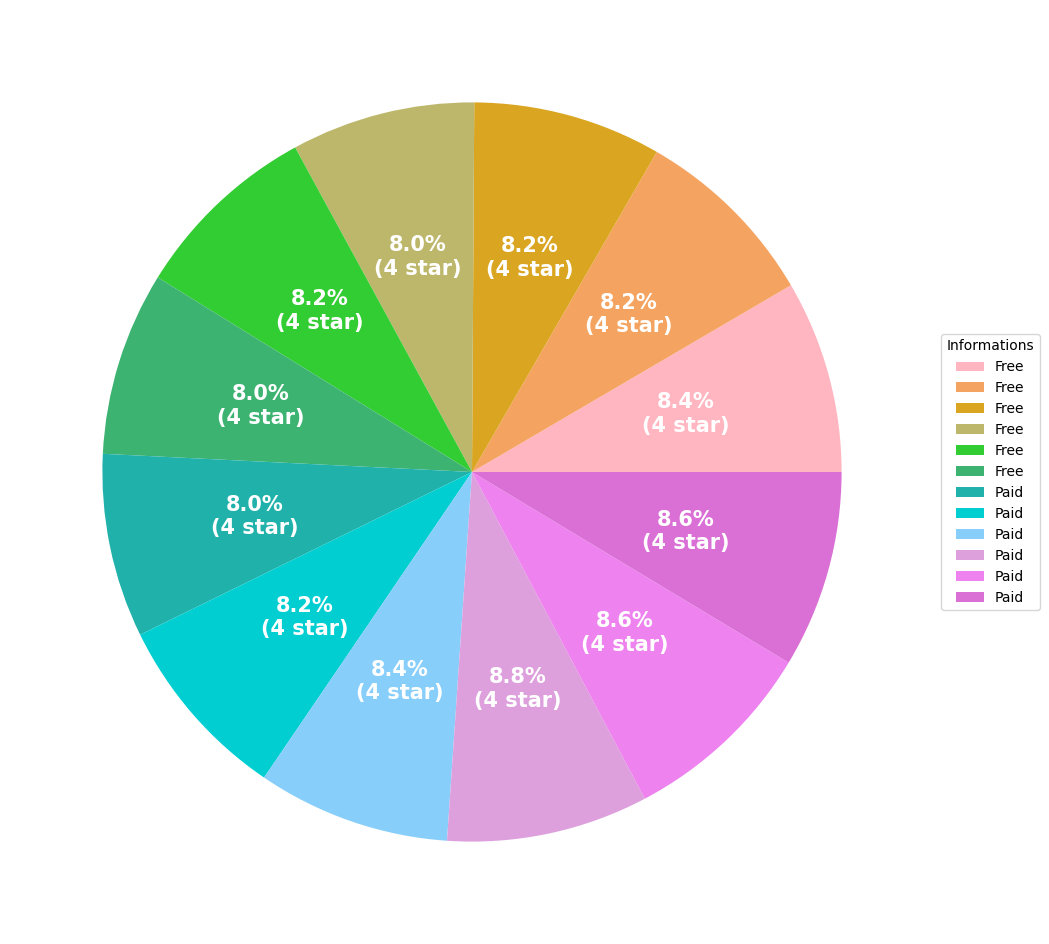 8.0%
(4 star)
8.2%
(4 star)
8.2%
(4 star)
8.2%
(4 star)
8.0%
(4 star)
8.4%
(4 star)
8.0%
(4 star)
8.6%
(4 star)
8.2%
(4 star)
8.6%
(4 star)
8.4%
(4 star)
8.8%
(4 star)
Informations
Free
Free
Free
Free
Free
Free
Paid
Paid
Paid
Paid
Paid
Paid